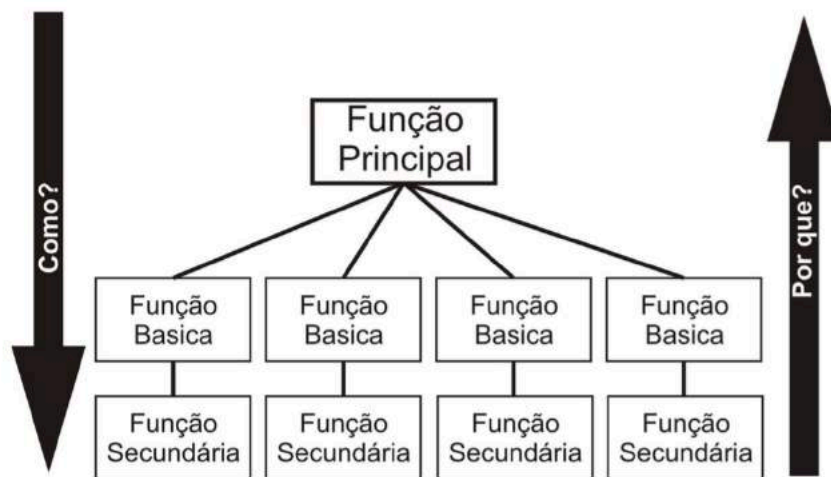 Função
Principal
Como?
Por que?
Função
Basica
Função
Basica
Função
Basica
Função
Basica
Função
Secundária
Função
Secundária
Função
Secundária
Função
Secundária